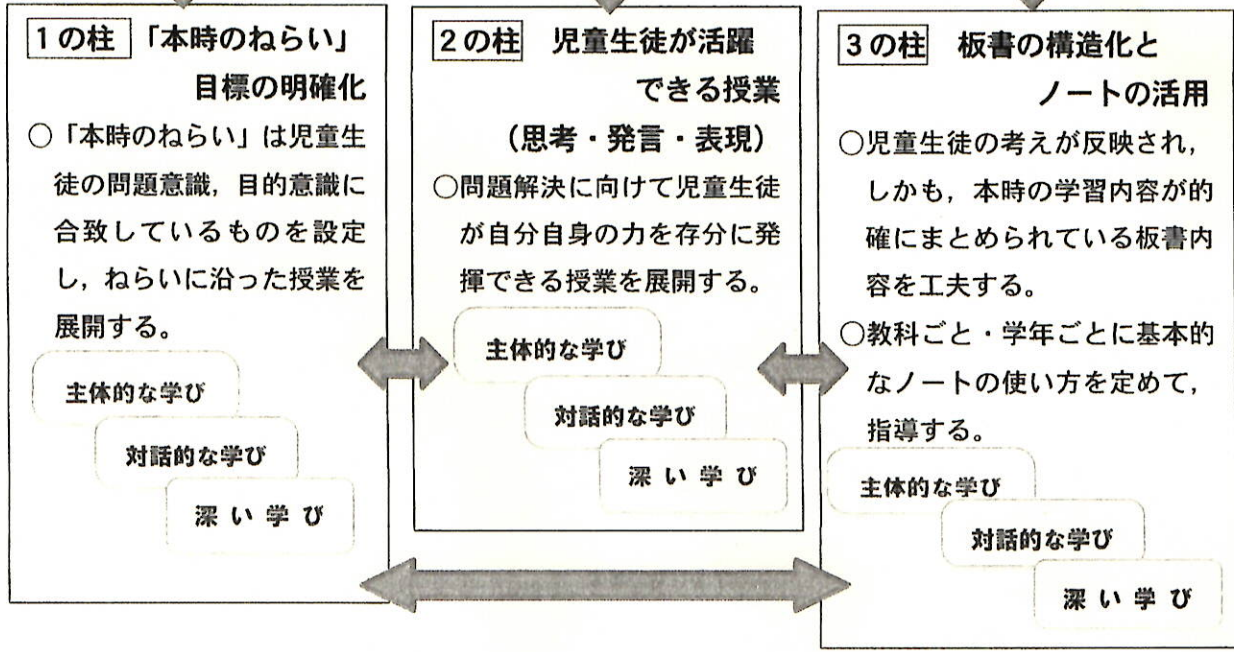 1の柱 「本時のねらい」
目標の明確化
○「本時のねらい」は児童生
徒の問題意識，目的意識に
合致しているものを設定
し，ねらいに沿った授業を
展開する。
主体的な学び
対話的な学び
深い学び
2の柱 児童生徒が活躍
できる授業
（思考・発言・表現）
○問題解決に向けて児童生徒
が自分自身の力を存分に発
揮できる授業を展開する。
主体的な学び
対話的な学び
深い学び
3の柱 板書の構造化と
ノートの活用
○児童生徒の考えが反映され，
しかも，本時の学習内容が的
確にまとめられている板書内
容を工夫する。
○教科ごと・学年ごとに基本的
なノートの使い方を定めて，
指導する。
主体的な学び
対話的な学び
深い学び